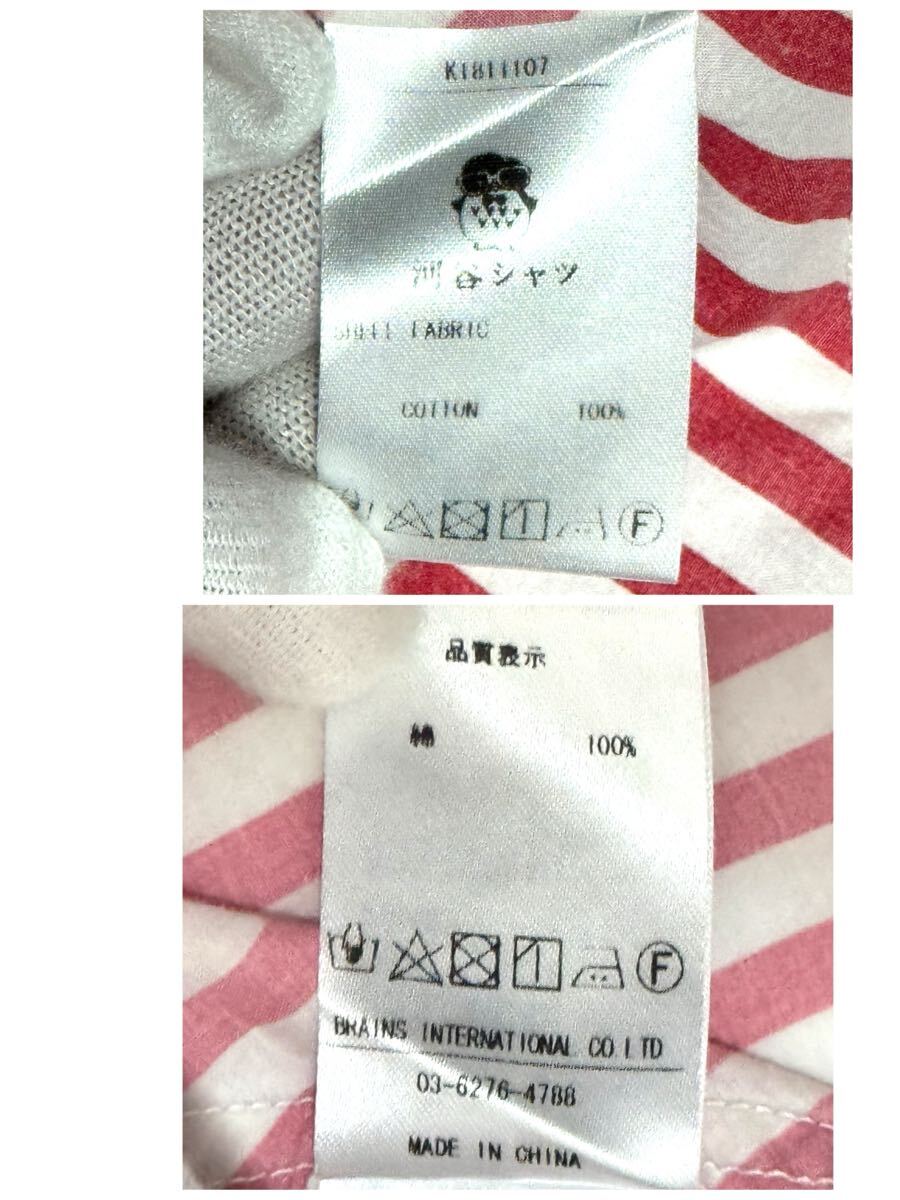 K1811107
河谷シャツ
SHELL FABRIC
COTTON 100%
F
品質表示
綿 100%
F
BRAINS INTERNATIONAL CO LTD
03-6276-4788
MADE IN CHINA